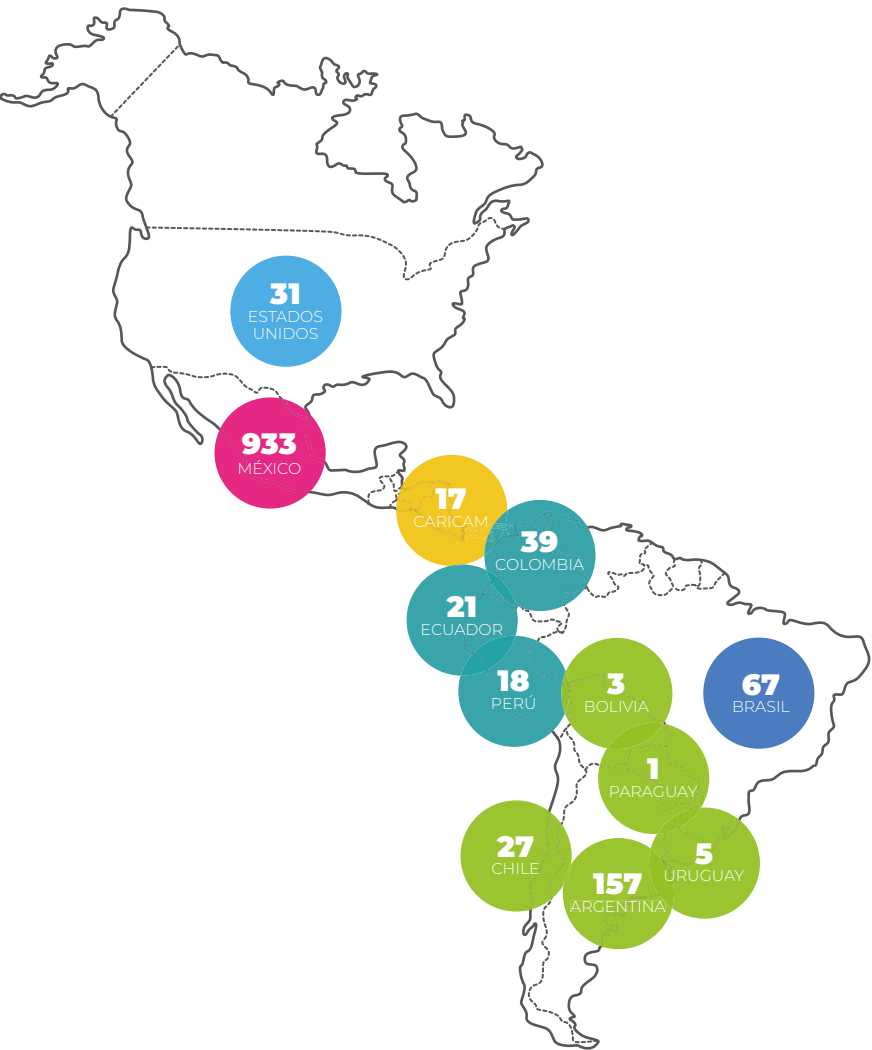 31
ESTADOS
UNIDOS
933
MÉXICO
17
CARICAM
39
COLOMBIA
21
ECUADOR
18
PERÚ
3
BOLIVIA
67
BRASIL
1
PARAGUAY
27
CHILE
157
ARGENTINA
5
URUGUAY